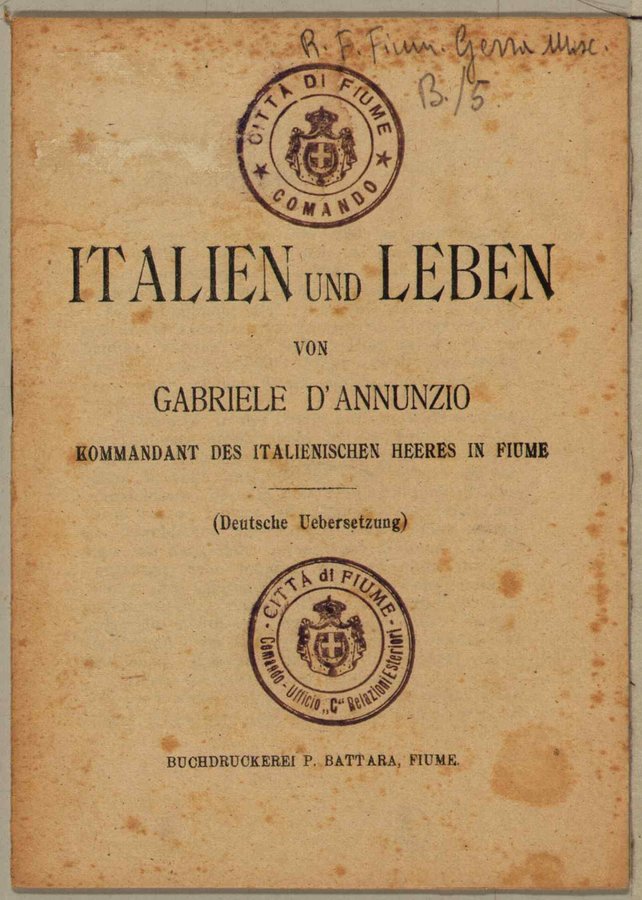 R. F. Fium. Gerra Misc.
B./5
CITTÀ DI FIUME
★ COMANDO ★
ITALIEN UND LEBEN
VON
GABRIELE D'ANNUNZIO
KOMMANDANT DES ITALIENISCHEN HEERES IN FIUME
(Deutsche Uebersetzung)
- CITTÀ di FIUME -
Comando - Ufficio „C“ Relazioni Esteriori
BUCHDRUCKEREI P. BATTARA, FIUME.